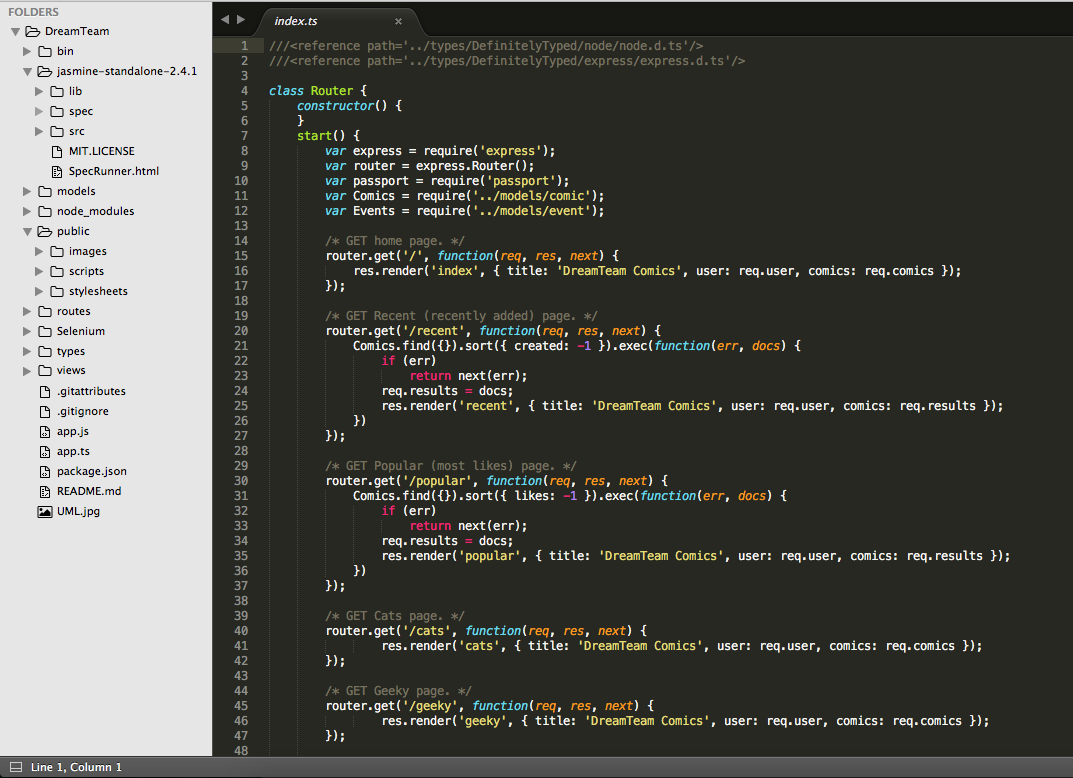 FOLDERS
DreamTeam
bin
jasmine-standalone-2.4.1
lib
spec
src
MIT.LICENSE
SpecRunner.html
models
node_modules
public
images
scripts
stylesheets
routes
Selenium
types
views
.gitattributes
.gitignore
app.js
app.ts
package.json
README.md
UML.jpg
index.ts ×
1 ///<reference path='../types/DefinitelyTyped/node/node.d.ts'/>
2 ///<reference path='../types/DefinitelyTyped/express/express.d.ts'/>
3
4 class Router {
5     constructor() {
6     }
7     start() {
8         var express = require('express');
9         var router = express.Router();
10         var passport = require('passport');
11         var Comics = require('../models/comic');
12         var Events = require('../models/event');
13
14         /* GET home page. */
15         router.get('/', function(req, res, next) {
16             res.render('index', { title: 'DreamTeam Comics', user: req.user, comics: req.comics });
17         });
18
19         /* GET Recent (recently added) page. */
20         router.get('/recent', function(req, res, next) {
21             Comics.find({}).sort({ created: -1 }).exec(function(err, docs) {
22                 if (err)
23                     return next(err);
24                 req.results = docs;
25                 res.render('recent', { title: 'DreamTeam Comics', user: req.user, comics: req.results });
26             })
27         });
28
29         /* GET Popular (most likes) page. */
30         router.get('/popular', function(req, res, next) {
31             Comics.find({}).sort({ likes: -1 }).exec(function(err, docs) {
32                 if (err)
33                     return next(err);
34                 req.results = docs;
35                 res.render('popular', { title: 'DreamTeam Comics', user: req.user, comics: req.results });
36             })
37         });
38
39         /* GET Cats page. */
40         router.get('/cats', function(req, res, next) {
41                 res.render('cats', { title: 'DreamTeam Comics', user: req.user, comics: req.comics });
42         });
43
44         /* GET Geeky page. */
45         router.get('/geeky', function(req, res, next) {
46                 res.render('geeky', { title: 'DreamTeam Comics', user: req.user, comics: req.comics });
47         });
48
Line 1, Column 1